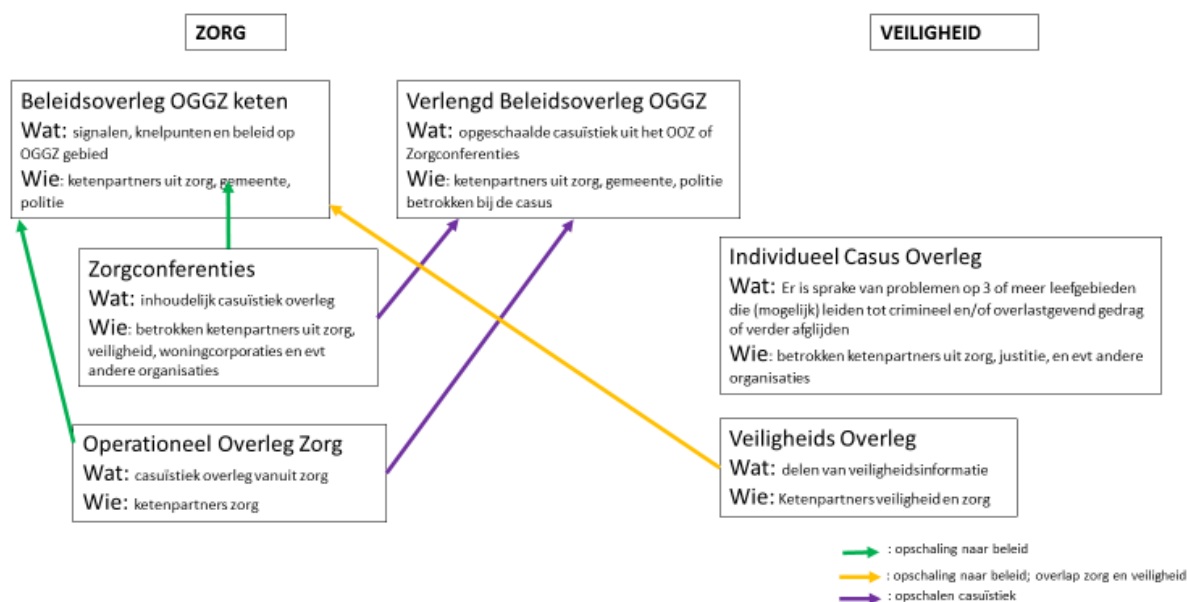 ZORG
VEILIGHEID
Beleidsoverleg OGGZ keten
Wat: signalen, knelpunten en beleid op
OGGZ gebied
Wie: ketenpartners uit zorg, gemeente,
politie
Verlengd Beleidsoverleg OGGZ
Wat: opgeschaalde casuïstiek uit het OOZ of
Zorgconferenties
Wie: ketenpartners uit zorg, gemeente, politie
betrokken bij de casus
Zorgconferenties
Wat: inhoudelijk casuïstiek overleg
Wie: betrokken ketenpartners uit zorg,
veiligheid, woningcorporaties en evt
andere organisaties
Individueel Casus Overleg
Wat: Er is sprake van problemen op 3 of meer leefgebieden
die (mogelijk) leiden tot crimineel en/of overlastgevend gedrag
of verder afglijden
Wie: betrokken ketenpartners uit zorg, justitie, en evt andere
organisaties
Operationeel Overleg Zorg
Wat: casuïstiek overleg vanuit zorg
Wie: ketenpartners zorg
Veiligheids Overleg
Wat: delen van veiligheidsinformatie
Wie: Ketenpartners veiligheid en zorg
: opschaling naar beleid
: opschaling naar beleid; overlap zorg en veiligheid
: opschalen casuïstiek